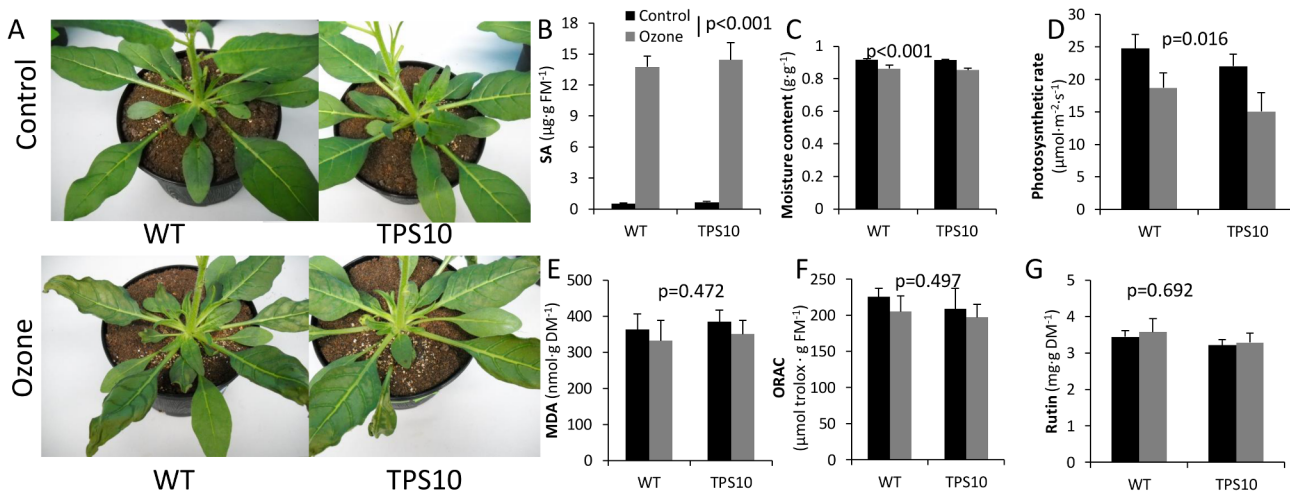 A
Control
WT
TPS10
Ozone
WT
TPS10
B
Control
Ozone
p<0.001
SA (µg·g FM⁻¹)
18
15
12
9
6
3
0
WT
TPS10
C
p<0.001
Moisture content (g·g⁻¹)
1
0.8
0.6
0.4
0.2
0
WT
TPS10
D
p=0.016
Photosysnthetic rate
(µmol·m⁻²·s⁻¹)
30
25
20
15
10
5
0
WT
TPS10
E
p=0.472
MDA (nmol·g DM⁻¹)
500
400
300
200
100
0
WT
TPS10
F
p=0.497
ORAC
(µmol trolox · g FM⁻¹)
250
200
150
100
50
0
WT
TPS10
G
p=0.692
Rutin (mg·g DM⁻¹)
5
4
3
2
1
0
WT
TPS10